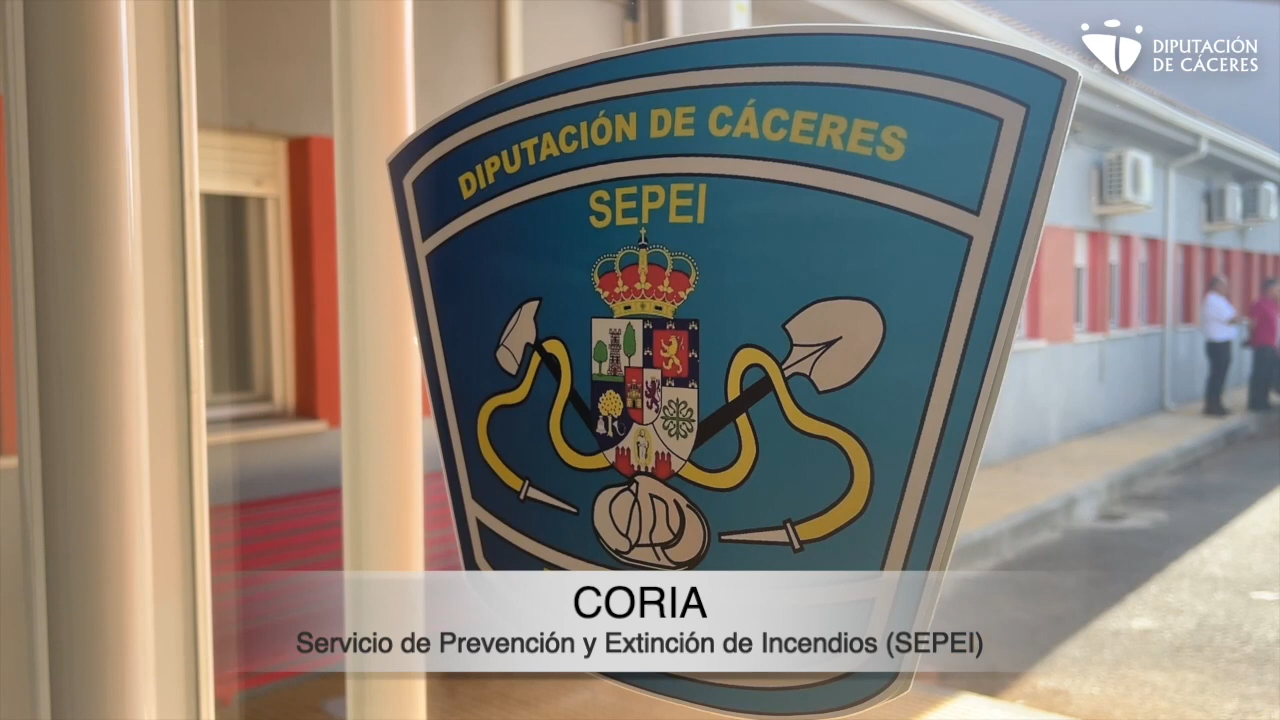 DIPUTACIÓN
DE CÁCERES
DIPUTACIÓN DE CÁCERES
SEPEI
CORIA
Servicio de Prevención y Extinción de Incendios (SEPEI)